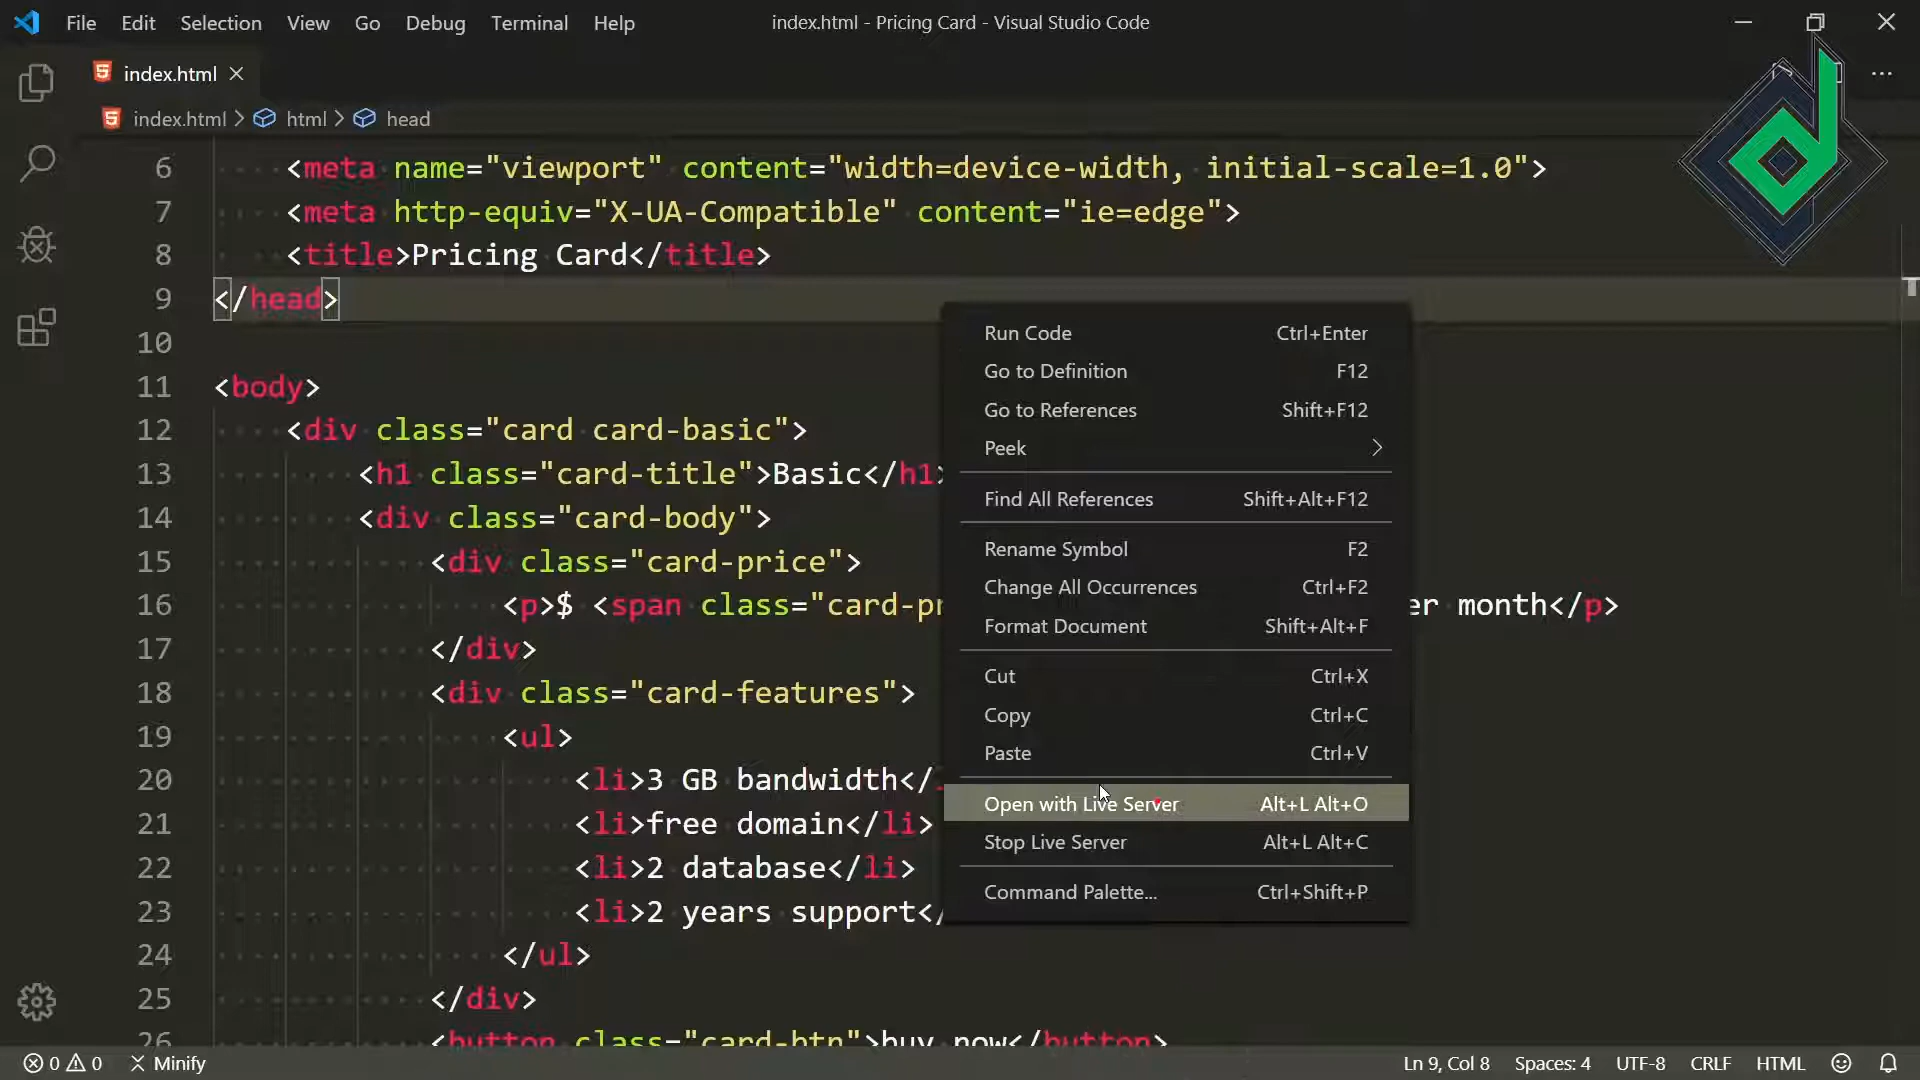 File Edit Selection View Go Debug Terminal Help
index.html - Pricing Card - Visual Studio Code
index.html
index.html > html > head
6 <meta name="viewport" content="width=device-width, initial-scale=1.0">
7 <meta http-equiv="X-UA-Compatible" content="ie=edge">
8 <title>Pricing Card</title>
9 </head>
10
11 <body>
12 <div class="card card-basic">
13 <h1 class="card-title">Basic</h1>
14 <div class="card-body">
15 <div class="card-price">
16 <p>$ <span class="card-pr er month</p>
17 </div>
18 <div class="card-features">
19 <ul>
20 <li>3 GB bandwidth</
21 <li>free domain</li>
22 <li>2 database</li>
23 <li>2 years support</
24 </ul>
25 </div>
26 <button class="card-btn">buy now</button>
Run Code Ctrl+Enter
Go to Definition F12
Go to References Shift+F12
Peek
Find All References Shift+Alt+F12
Rename Symbol F2
Change All Occurrences Ctrl+F2
Format Document Shift+Alt+F
Cut Ctrl+X
Copy Ctrl+C
Paste Ctrl+V
Open with Live Server Alt+L Alt+O
Stop Live Server Alt+L Alt+C
Command Palette... Ctrl+Shift+P
0 0 Minify
Ln 9, Col 8 Spaces: 4 UTF-8 CRLF HTML